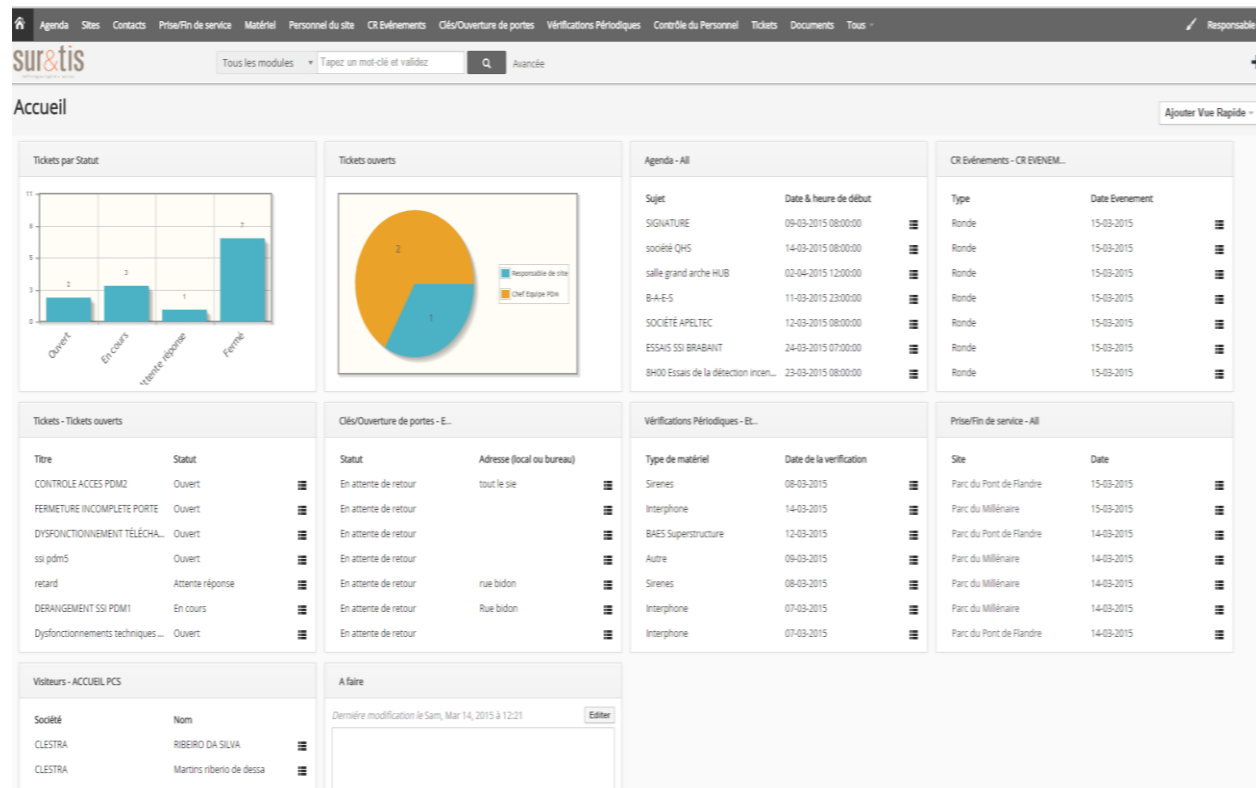 Agenda Sites Contacts Prise/Fin de service Matériel Personnel du site CR Evénements Clés/Ouverture de portes Vérifications Périodiques Contrôle du Personnel Tickets Documents Tous Responsable
sur&tis
Tous les modules Tapez un mot-clé et validez Avancée
Accueil
Ajouter Vue Rapide
Tickets par Statut
11
8
5
3
0
2
3
1
7
Ouvert
En cours
Attente réponse
Fermé
Tickets ouverts
2
1
Responsable de site
Chef Equipe PDN
Agenda - All
Sujet Date & heure de début
SIGNATURE 09-03-2015 08:00:00
société QHS 14-03-2015 08:00:00
salle grand arche HUB 02-04-2015 12:00:00
B-A-E-S 11-03-2015 23:00:00
SOCIÉTÉ APELTEC 12-03-2015 08:00:00
ESSAIS SSI BRABANT 24-03-2015 07:00:00
8H00 Essais de la détection incen... 23-03-2015 08:00:00
CR Evénements - CR EVENEM...
Type Date Evenement
Ronde 15-03-2015
Ronde 15-03-2015
Ronde 15-03-2015
Ronde 15-03-2015
Ronde 15-03-2015
Ronde 15-03-2015
Ronde 15-03-2015
Tickets - Tickets ouverts
Titre Statut
CONTROLE ACCES PDM2 Ouvert
FERMETURE INCOMPLETE PORTE Ouvert
DYSFONCTIONNEMENT TÉLÉCHA... Ouvert
ssi pdm5 Ouvert
retard Attente réponse
DERANGEMENT SSI PDM1 En cours
Dysfonctionnements techniques ... Ouvert
Clés/Ouverture de portes - E...
Statut Adresse (local ou bureau)
En attente de retour tout le sie
En attente de retour
En attente de retour
En attente de retour
En attente de retour rue bidon
En attente de retour Rue bidon
En attente de retour
Vérifications Périodiques - Et...
Type de matériel Date de la verification
Sirenes 08-03-2015
Interphone 14-03-2015
BAES Superstructure 12-03-2015
Autre 09-03-2015
Sirenes 08-03-2015
Interphone 07-03-2015
Interphone 07-03-2015
Prise/Fin de service - All
Site Date
Parc du Pont de Flandre 15-03-2015
Parc du Millénaire 15-03-2015
Parc du Pont de Flandre 14-03-2015
Parc du Millénaire 14-03-2015
Parc du Millénaire 14-03-2015
Parc du Millénaire 14-03-2015
Parc du Pont de Flandre 14-03-2015
Visiteurs - ACCUEIL PCS
Société Nom
CLESTRA RIBEIRO DA SILVA
CLESTRA Martins riberio de dessa
A faire
Dernière modification le Sam, Mar 14, 2015 à 12:21 Editer